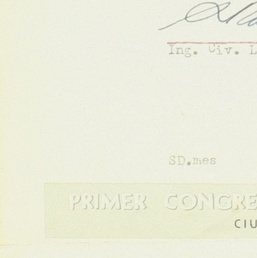 Ing. Civ. L
SD.mes
PRIMER CONGRE
CIU